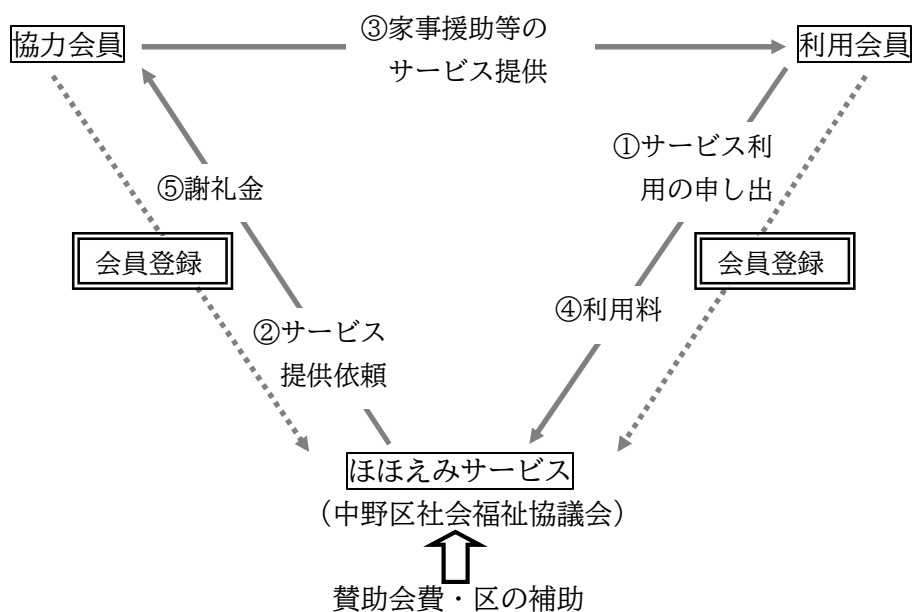 協力会員
③家事援助等の
サービス提供
利用会員
①サービス利
用の申し出
⑤謝礼金
会員登録
会員登録
④利用料
②サービス
提供依頼
ほほえみサービス
（中野区社会福祉協議会）
賛助会費・区の補助